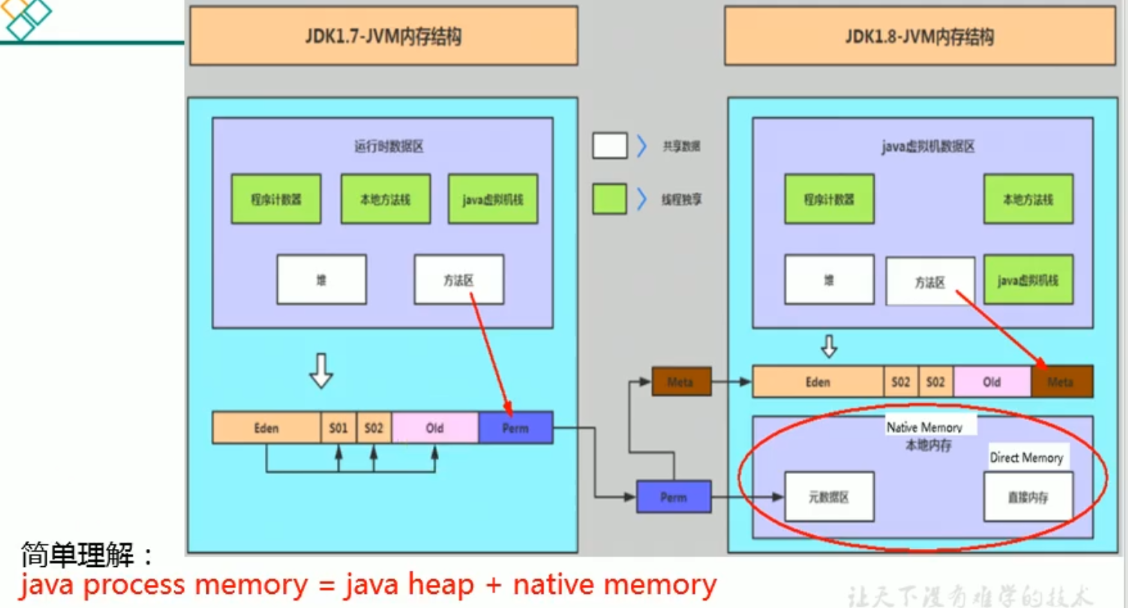 JDK1.7-JVM内存结构
JDK1.8-JVM内存结构
运行时数据区
程序计数器
本地方法栈
java虚拟机栈
堆
方法区
Eden
S01
S02
Old
Perm
共享数据
线程独享
Meta
Perm
java虚拟机数据区
程序计数器
本地方法栈
堆
方法区
java虚拟机栈
Eden
S02
S02
Old
Meta
Native Memory
本地内存
Direct Memory
元数据区
直接内存
简单理解：
java process memory = java heap + native memory
让天下没有难学的技术